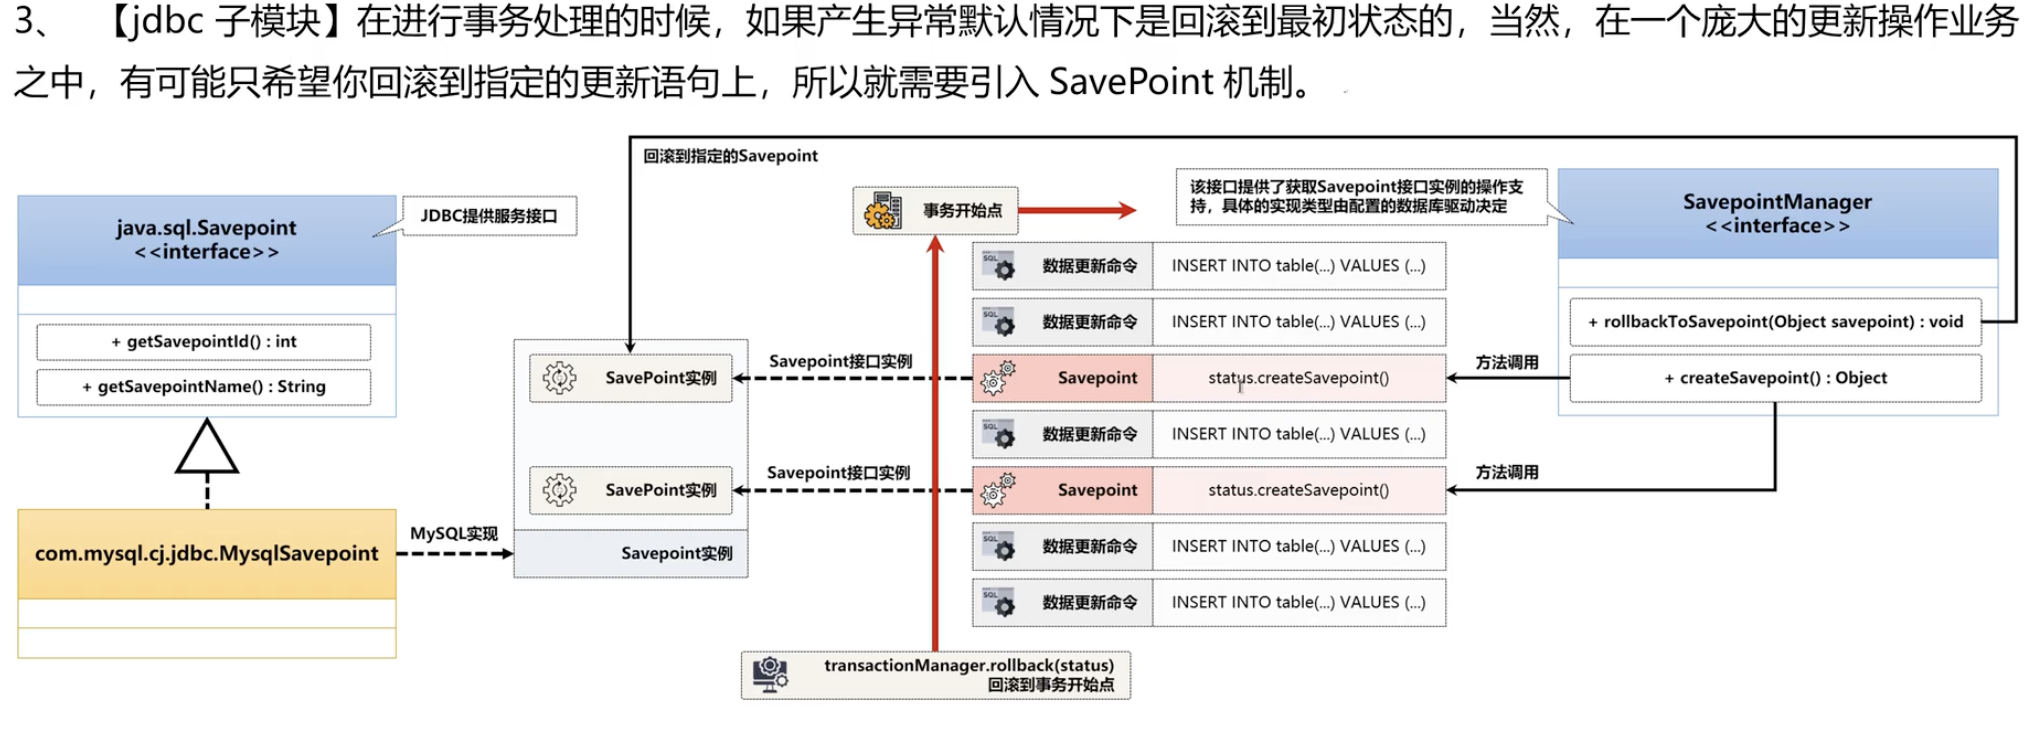 3、 【jdbc 子模块】在进行事务处理的时候，如果产生异常默认情况下是回滚到最初状态的，当然，在一个庞大的更新操作业务
之中，有可能只希望你回滚到指定的更新语句上，所以就需要引入 SavePoint 机制。
回滚到指定的Savepoint
java.sql.Savepoint
<<interface>>
JDBC提供服务接口
+ getSavepointId() : int
+ getSavepointName() : String
com.mysql.cj.jdbc.MysqlSavepoint
MySQL实现
SavePoint实例
SavePoint实例
Savepoint实例
Savepoint接口实例
Savepoint接口实例
事务开始点
数据更新命令 INSERT INTO table(...) VALUES (...)
数据更新命令 INSERT INTO table(...) VALUES (...)
Savepoint status.createSavepoint()
数据更新命令 INSERT INTO table(...) VALUES (...)
Savepoint status.createSavepoint()
数据更新命令 INSERT INTO table(...) VALUES (...)
数据更新命令 INSERT INTO table(...) VALUES (...)
transactionManager.rollback(status)
回滚到事务开始点
该接口提供了获取Savepoint接口实例的操作支
持，具体的实现类型由配置的数据库驱动决定
SavepointManager
<<interface>>
+ rollbackToSavepoint(Object savepoint) : void
+ createSavepoint() : Object
方法调用
方法调用